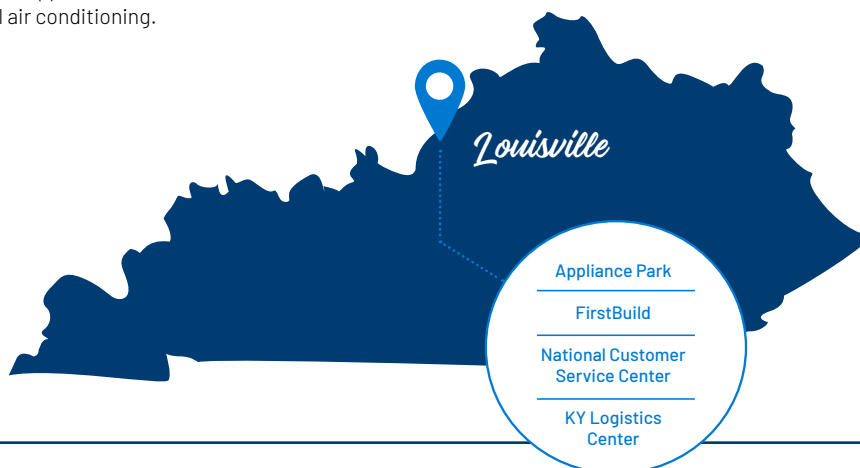 air conditioning.
Louisville
Appliance Park
FirstBuild
National Customer
Service Center
KY Logistics
Center